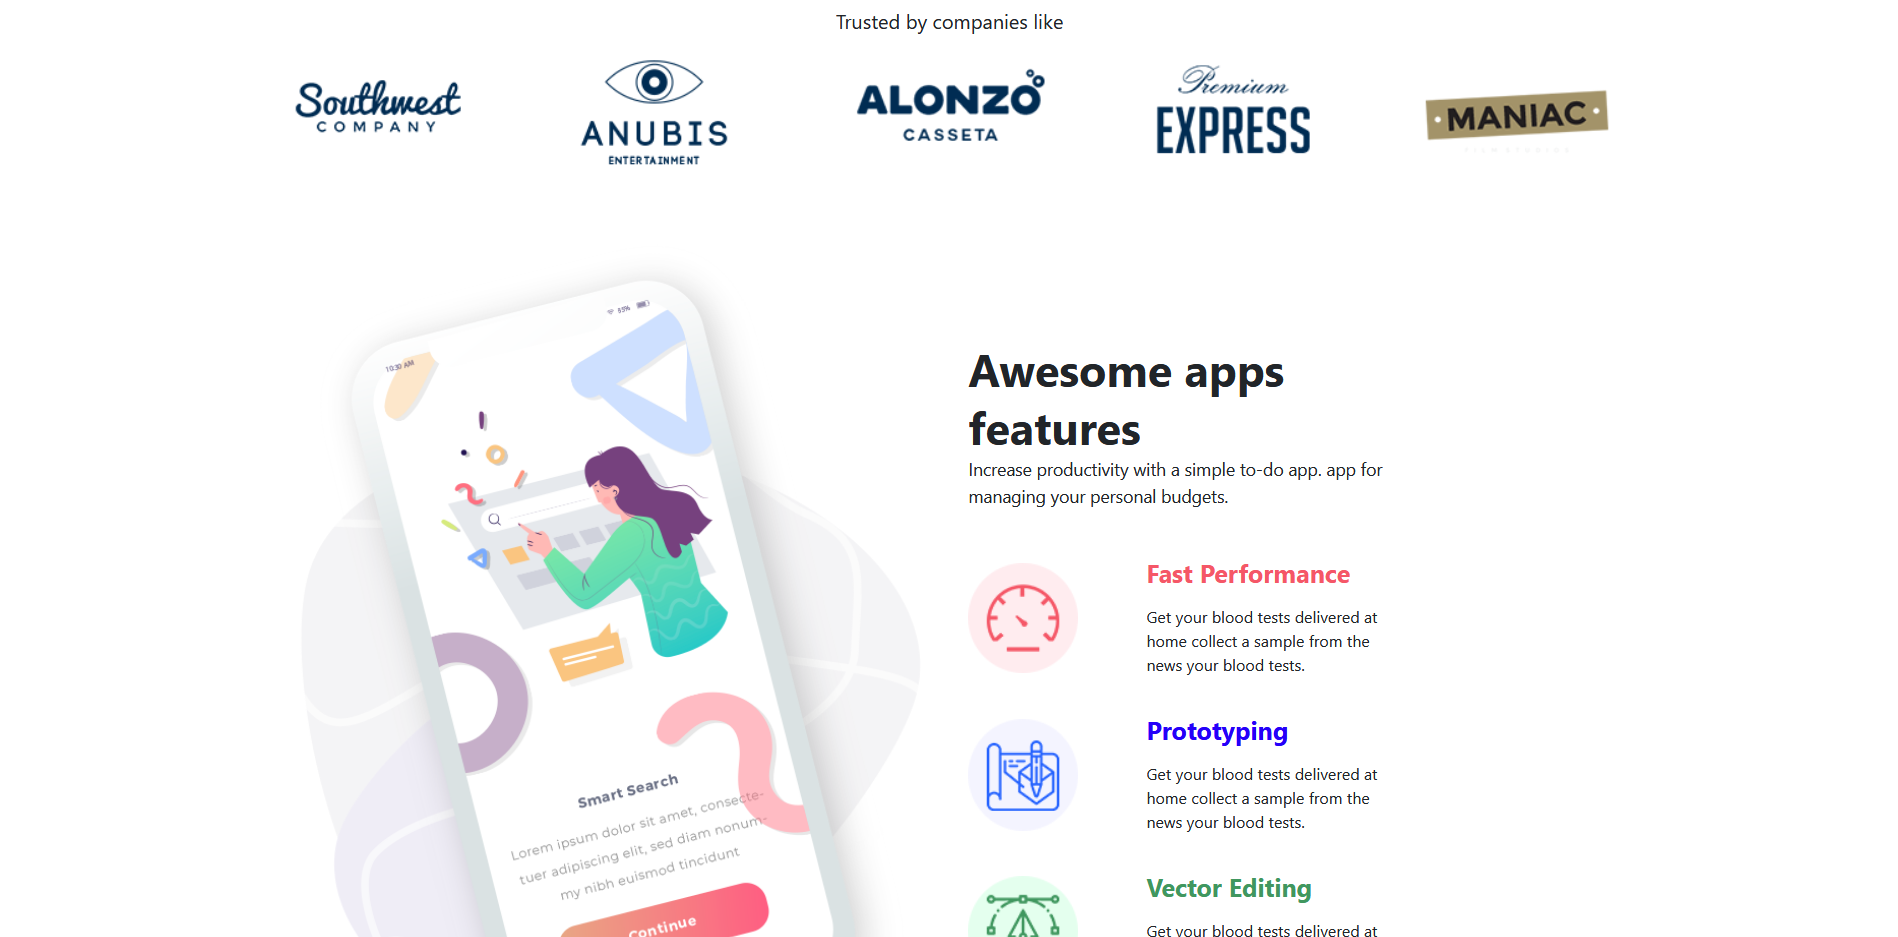 Trusted by companies like
Southwest
COMPANY
ANUBIS
ENTERTAINMENT
ALONZO
CASSETA
Premium
EXPRESS
MANIAC
10:30 AM
85%
Smart Search
Lorem ipsum dolor sit amet, consecte-
tuer adipiscing elit, sed diam nonum-
my nibh euismod tincidunt
Continue
Awesome apps
features
Increase productivity with a simple to-do app. app for
managing your personal budgets.
Fast Performance
Get your blood tests delivered at
home collect a sample from the
news your blood tests.
Prototyping
Get your blood tests delivered at
home collect a sample from the
news your blood tests.
Vector Editing
Get your blood tests delivered at